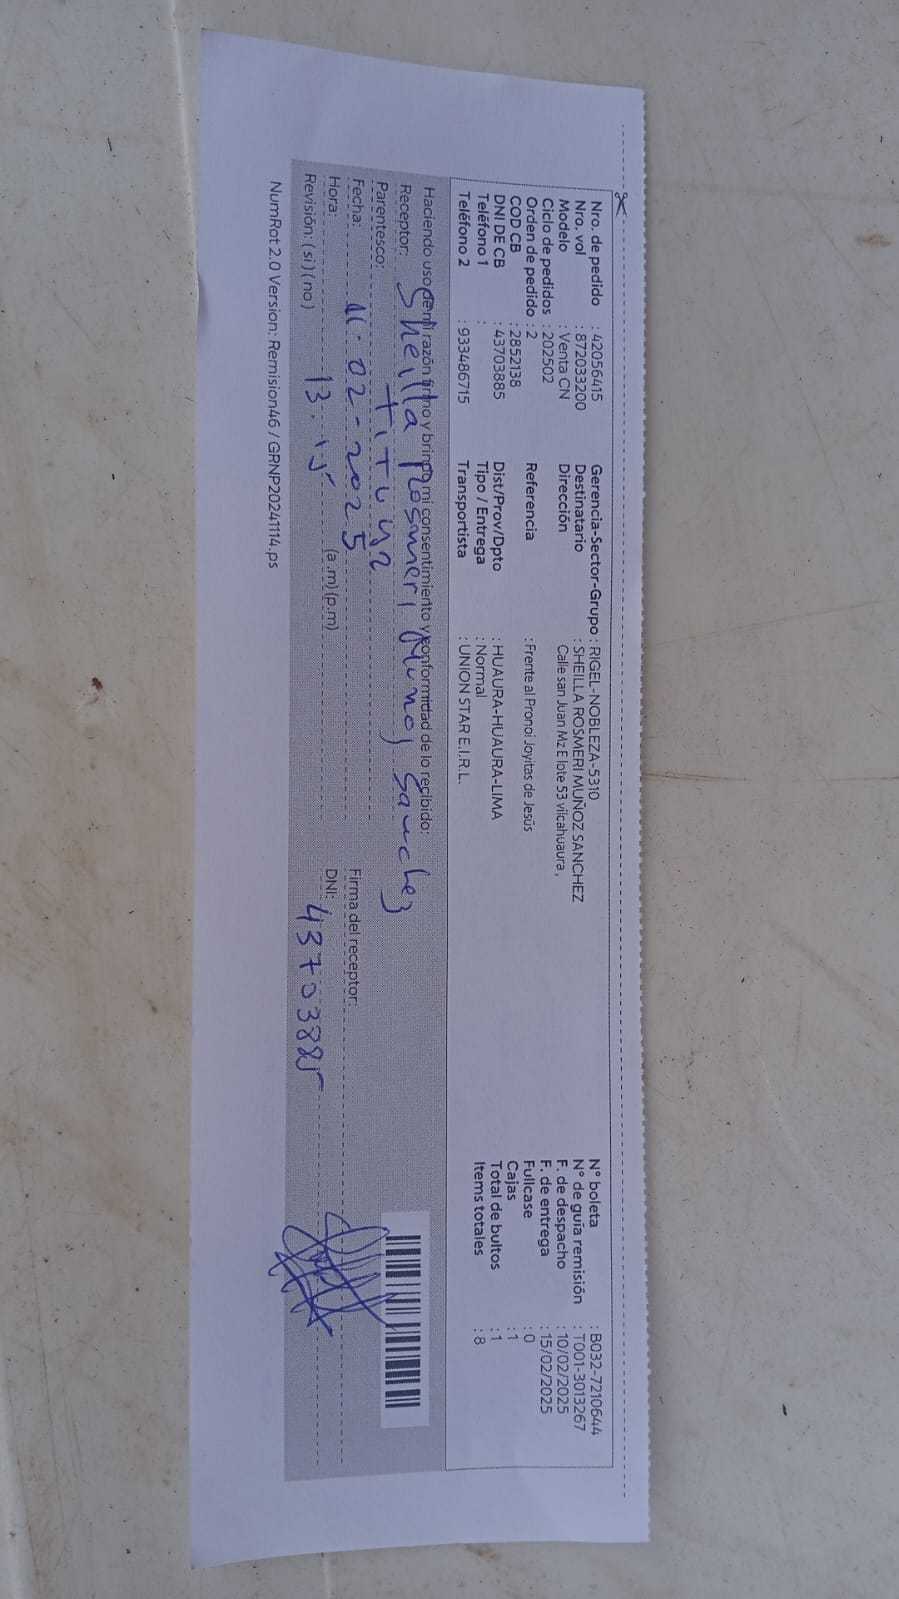 Nro. de pedido : 42056415 Gerencia-Sector-Grupo : RIGEL-NOBLEZA-5310 N° boleta : B032-7210644
Nro. vol : 872033200 Destinatario : SHEILLA ROSMERI MUÑOZ SANCHEZ N° de guía remisión : T001-3013267
Modelo : Venta CN Dirección Calle san Juan Mz E lote 53 vilcahuaura , F. de despacho : 10/02/2025
Ciclo de pedidos : 202502 F. de entrega : 15/02/2025
Orden de pedido : 2 Referencia : Frente al Pronoi Joyitas de Jesús Fullcase : 0
COD CB : 2852138 Cajas : 1
DNI DE CB : 43703885 Dist/Prov/Dpto : HUAURA-HUAURA-LIMA Total de bultos : 1
Teléfono 1 : Tipo / Entrega : Normal Items totales : 8
Teléfono 2 : 933486715 Transportista : UNION STAR E.I.R.L.
Haciendo uso de mi razón firmo y brindo mi consentimiento y conformidad de lo recibido:
Receptor: Sheilla Rosmeri Muñoz Sanchez
Parentesco: titular
Fecha: 11-02-2025 Firma del receptor:
Hora: 13:15 (a.m)(p.m) DNI: 43703885
Revisión: (si)(no)
NumRot 2.0 Version: Remision46 / GRNP20241114.ps